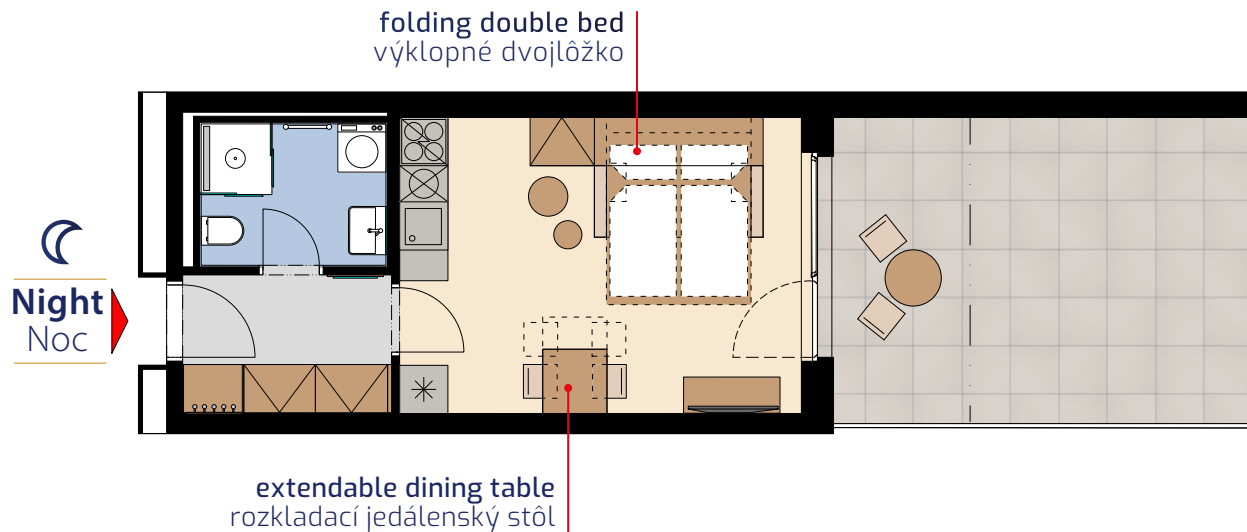 folding double bed
výklopné dvojlôžko
Night
Noc
extendable dining table
rozkladací jedálenský stôl